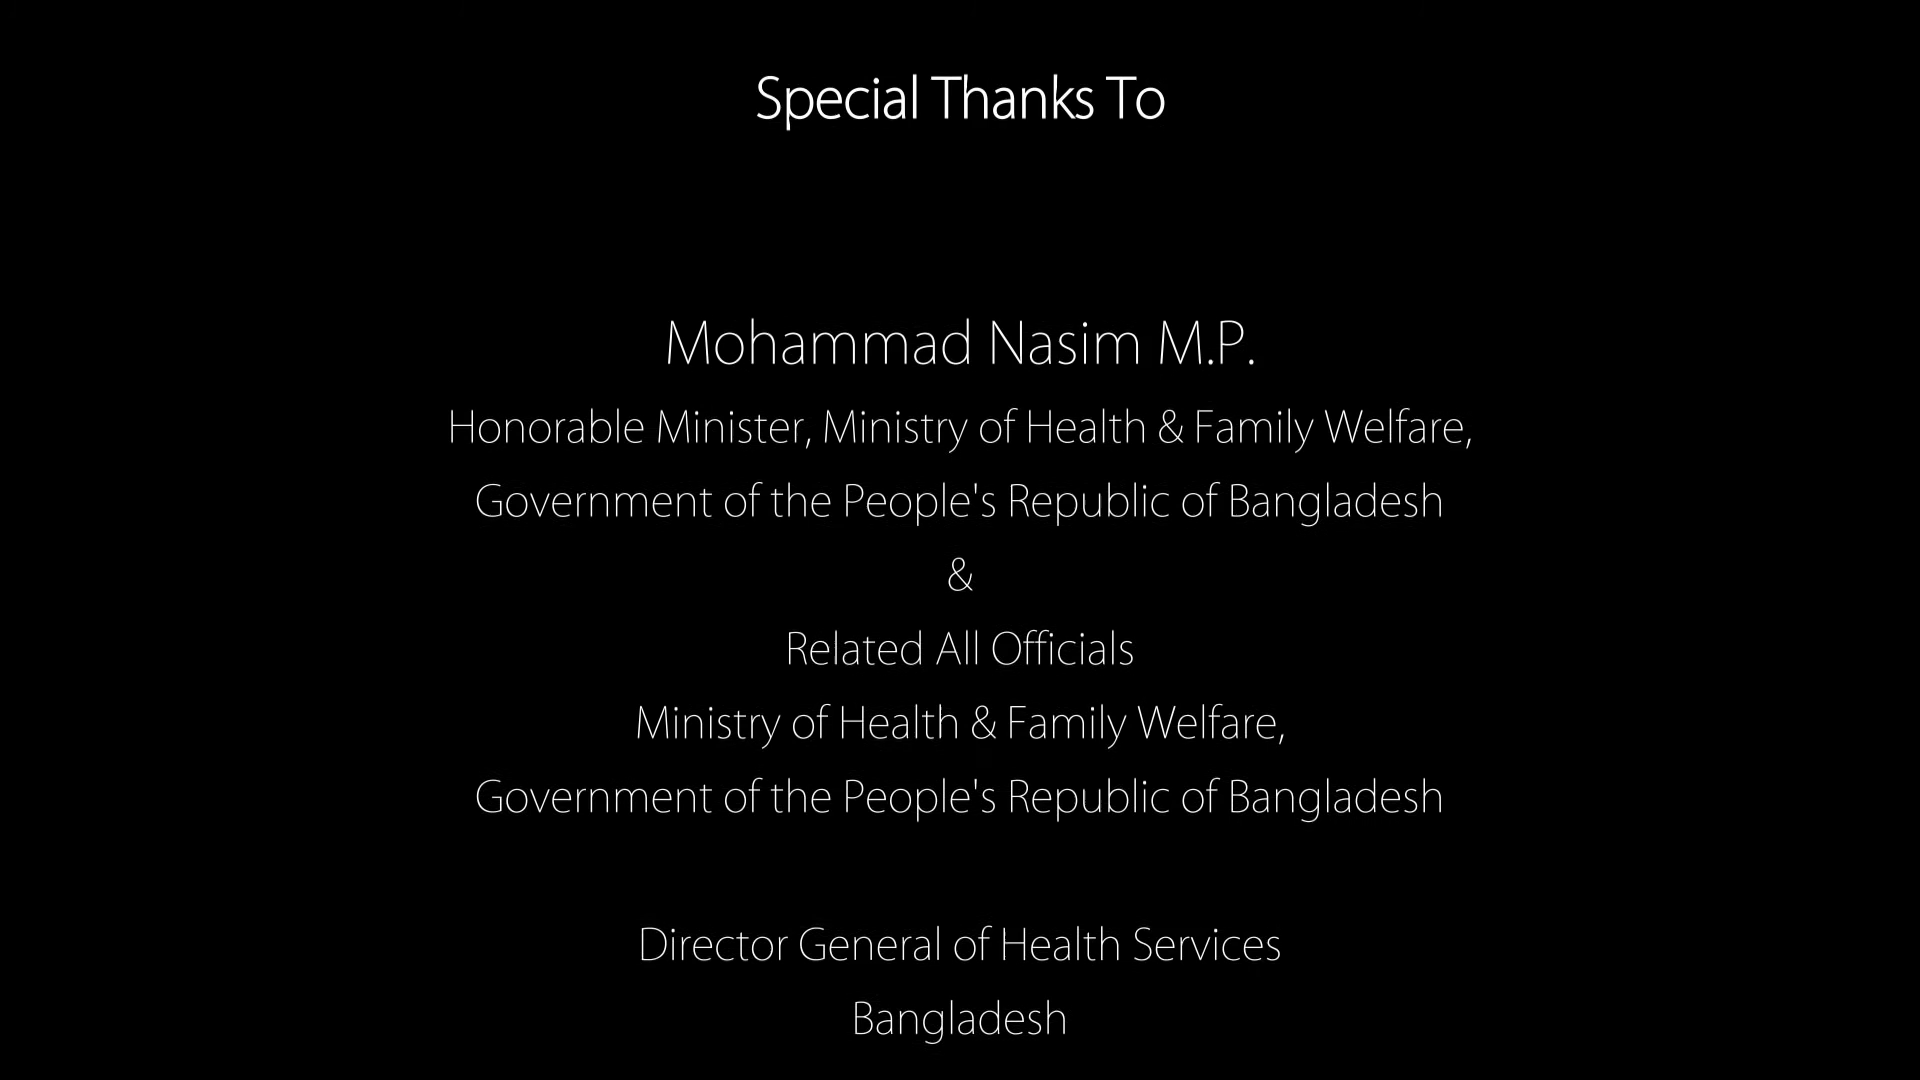 Special Thanks To
Mohammad Nasim M.P.
Honorable Minister, Ministry of Health & Family Welfare,
Government of the People's Republic of Bangladesh
&
Related All Officials
Ministry of Health & Family Welfare,
Government of the People's Republic of Bangladesh
Director General of Health Services
Bangladesh